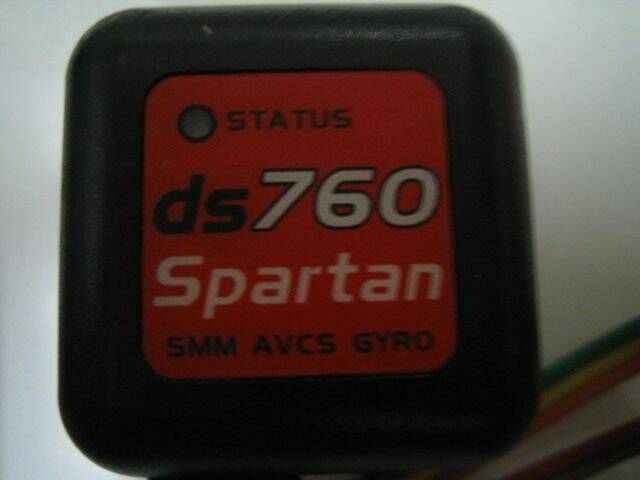 STATUS
ds760
Spartan
SMM AVCS GYRO